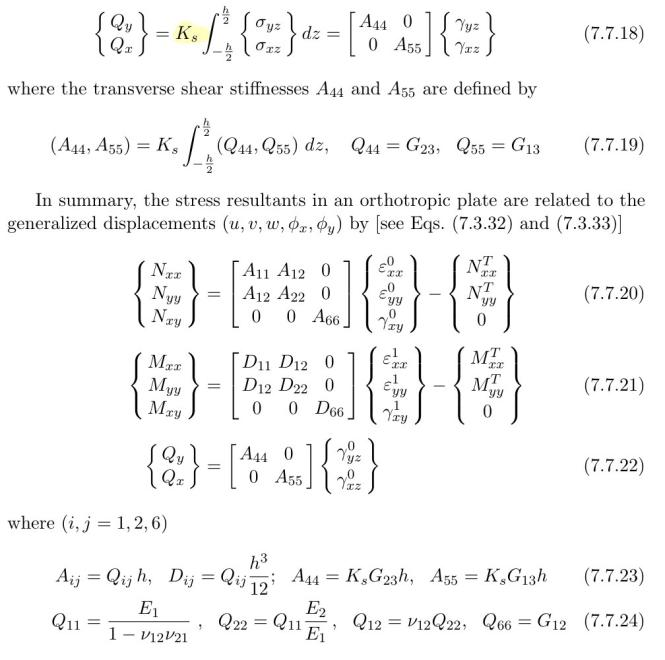 \begin{Bmatrix} Q_y \\ Q_x \end{Bmatrix} = K_s \int_{-\frac{h}{2}}^{\frac{h}{2}} \begin{Bmatrix} \sigma_{yz} \\ \sigma_{xz} \end{Bmatrix} dz = \begin{bmatrix} A_{44} & 0 \\ 0 & A_{55} \end{bmatrix} \begin{Bmatrix} \gamma_{yz} \\ \gamma_{xz} \end{Bmatrix} (7.7.18)
where the transverse shear stiffnesses A_{44} and A_{55} are defined by
(A_{44}, A_{55}) = K_s \int_{-\frac{h}{2}}^{\frac{h}{2}} (Q_{44}, Q_{55}) \, dz, \quad Q_{44} = G_{23}, \quad Q_{55} = G_{13} (7.7.19)
In summary, the stress resultants in an orthotropic plate are related to the
generalized displacements (u, v, w, \phi_x, \phi_y) by [see Eqs. (7.3.32) and (7.3.33)]
\begin{Bmatrix} N_{xx} \\ N_{yy} \\ N_{xy} \end{Bmatrix} = \begin{bmatrix} A_{11} & A_{12} & 0 \\ A_{12} & A_{22} & 0 \\ 0 & 0 & A_{66} \end{bmatrix} \begin{Bmatrix} \varepsilon^0_{xx} \\ \varepsilon^0_{yy} \\ \gamma^0_{xy} \end{Bmatrix} - \begin{Bmatrix} N^T_{xx} \\ N^T_{yy} \\ 0 \end{Bmatrix} (7.7.20)
\begin{Bmatrix} M_{xx} \\ M_{yy} \\ M_{xy} \end{Bmatrix} = \begin{bmatrix} D_{11} & D_{12} & 0 \\ D_{12} & D_{22} & 0 \\ 0 & 0 & D_{66} \end{bmatrix} \begin{Bmatrix} \varepsilon^1_{xx} \\ \varepsilon^1_{yy} \\ \gamma^1_{xy} \end{Bmatrix} - \begin{Bmatrix} M^T_{xx} \\ M^T_{yy} \\ 0 \end{Bmatrix} (7.7.21)
\begin{Bmatrix} Q_y \\ Q_x \end{Bmatrix} = \begin{bmatrix} A_{44} & 0 \\ 0 & A_{55} \end{bmatrix} \begin{Bmatrix} \gamma^0_{yz} \\ \gamma^0_{xz} \end{Bmatrix} (7.7.22)
where (i, j = 1, 2, 6)
A_{ij} = Q_{ij} h, \quad D_{ij} = Q_{ij} \frac{h^3}{12}; \quad A_{44} = K_s G_{23} h, \quad A_{55} = K_s G_{13} h (7.7.23)
Q_{11} = \frac{E_1}{1 - \nu_{12}\nu_{21}}, \quad Q_{22} = Q_{11} \frac{E_2}{E_1}, \quad Q_{12} = \nu_{12} Q_{22}, \quad Q_{66} = G_{12} (7.7.24)